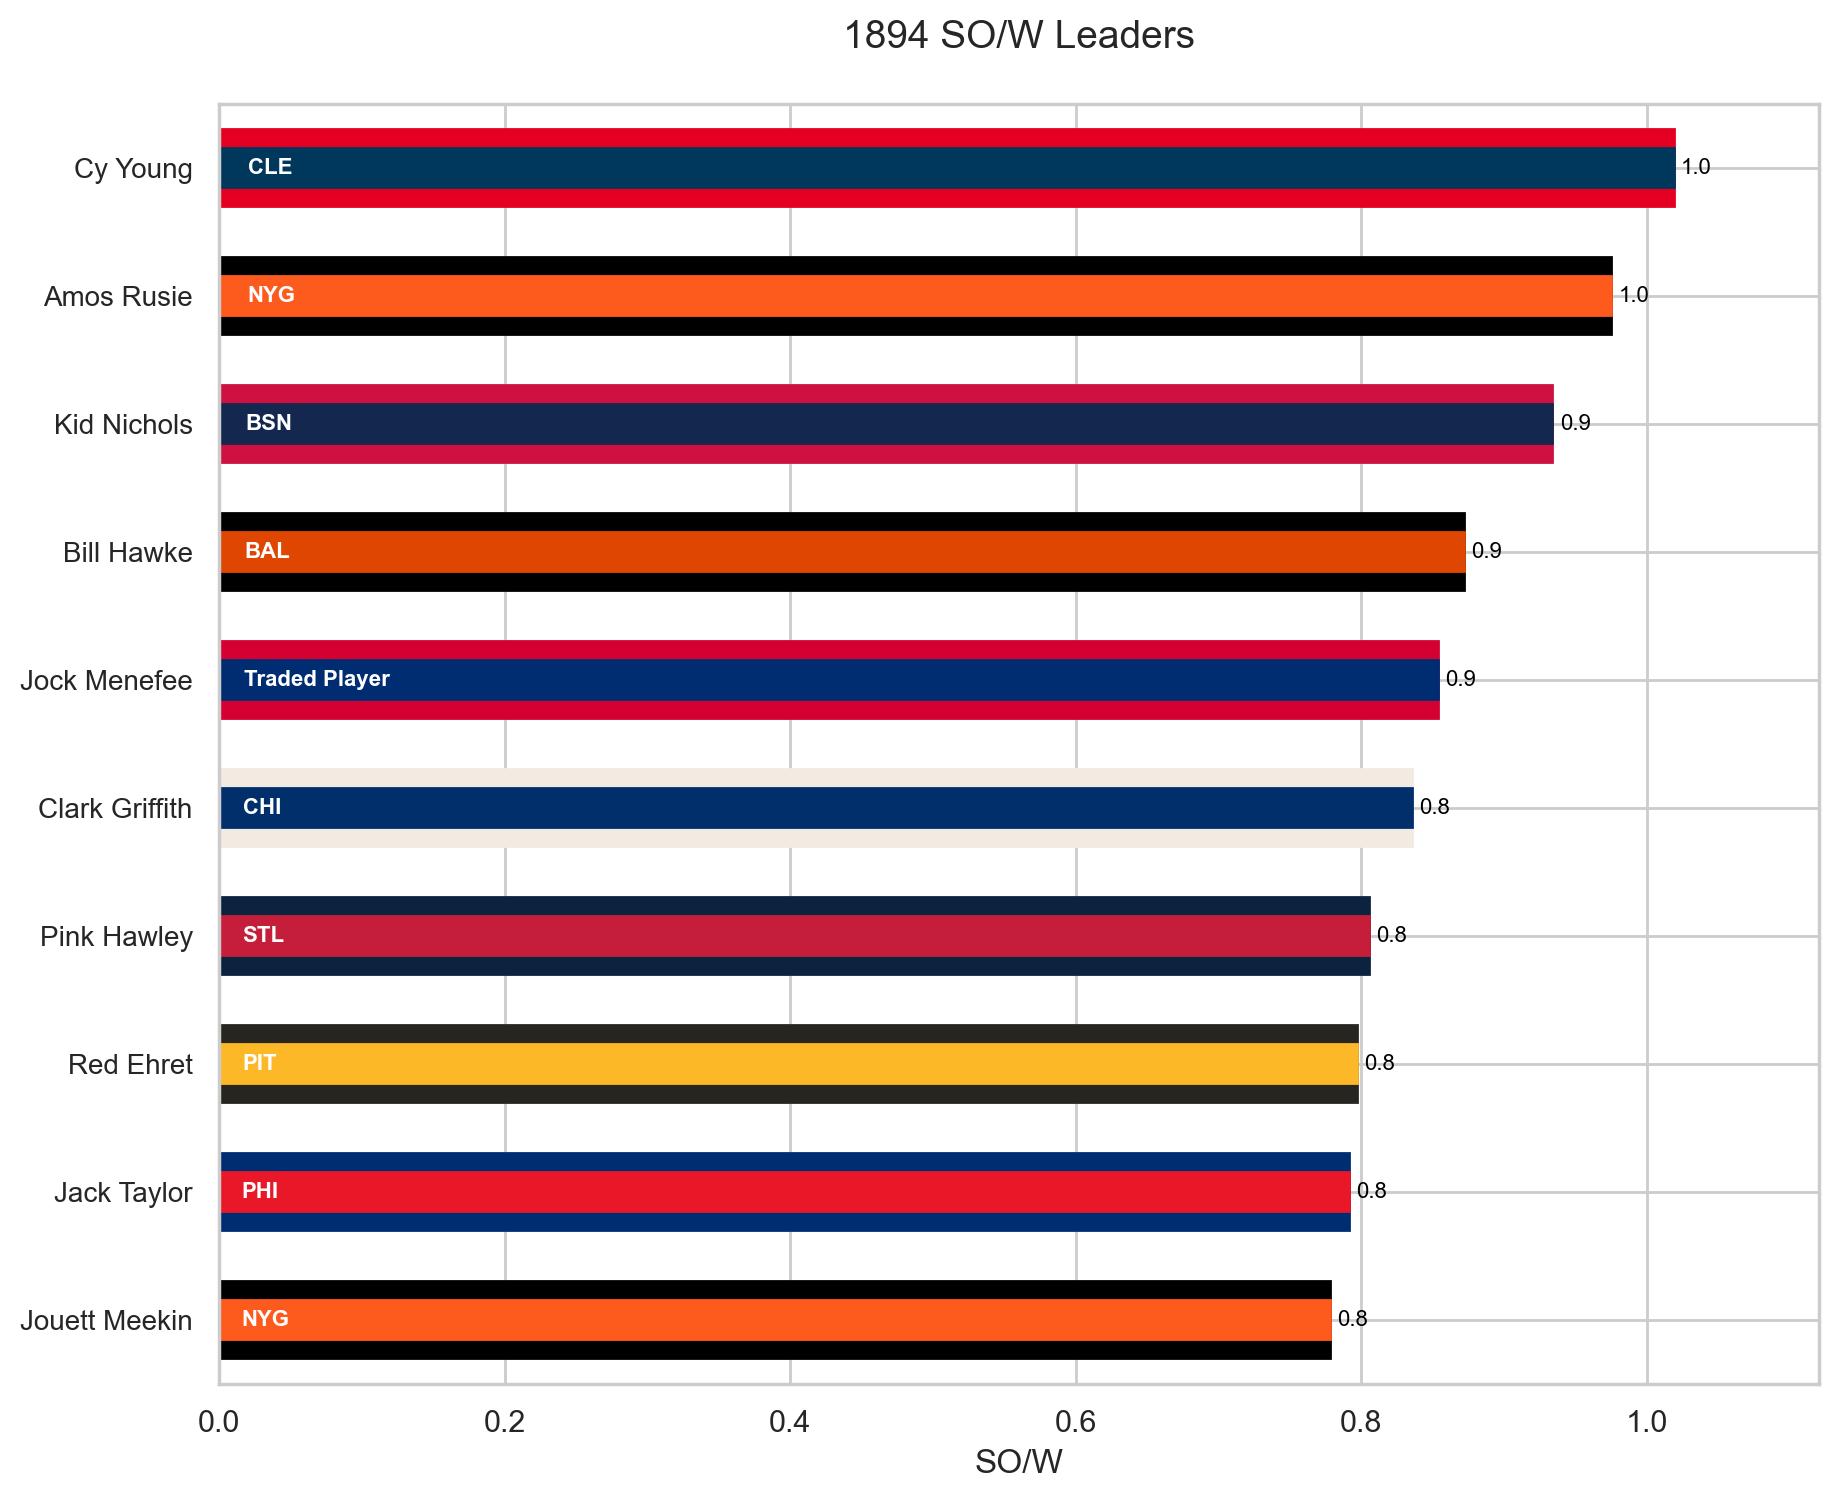 1894 SO/W Leaders
Cy Young
CLE
1.0
Amos Rusie
NYG
1.0
Kid Nichols
BSN
0.9
Bill Hawke
BAL
0.9
Jock Menefee
Traded Player
0.9
Clark Griffith
CHI
0.8
Pink Hawley
STL
0.8
Red Ehret
PIT
0.8
Jack Taylor
PHI
0.8
Jouett Meekin
NYG
0.8
0.0 0.2 0.4 0.6 0.8 1.0
SO/W